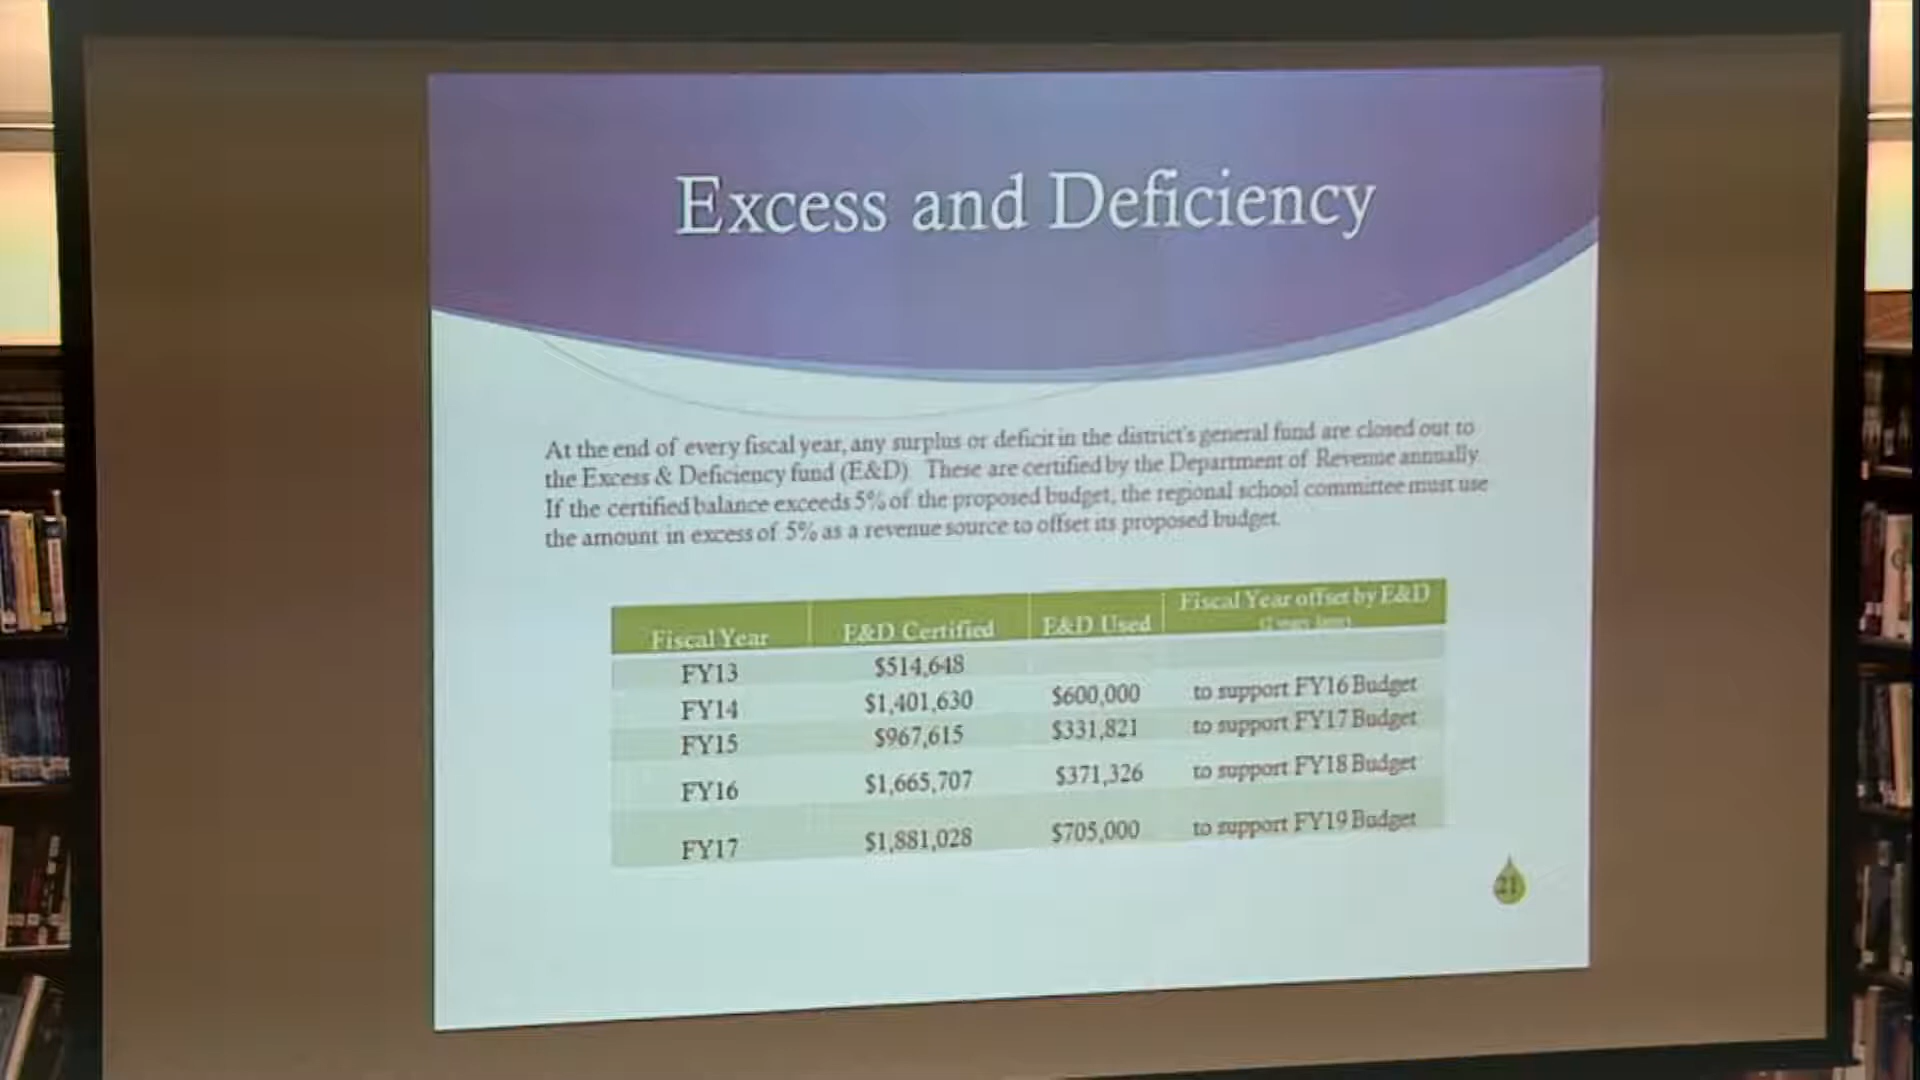 Excess and Deficiency
At the end of every fiscal year, any surplus or deficit in the district's general fund are closed out to
the Excess & Deficiency fund (E&D). These are certified by the Department of Revenue annually.
If the certified balance exceeds 5% of the proposed budget, the regional school committee must use
the amount in excess of 5% as a revenue source to offset its proposed budget.
Fiscal Year E&D Certified E&D Used Fiscal Year offset by E&D
(2 years later)
FY13 $514,648
FY14 $1,401,630 $600,000 to support FY16 Budget
FY15 $967,615 $331,821 to support FY17 Budget
FY16 $1,665,707 $371,326 to support FY18 Budget
FY17 $1,881,028 $705,000 to support FY19 Budget
21